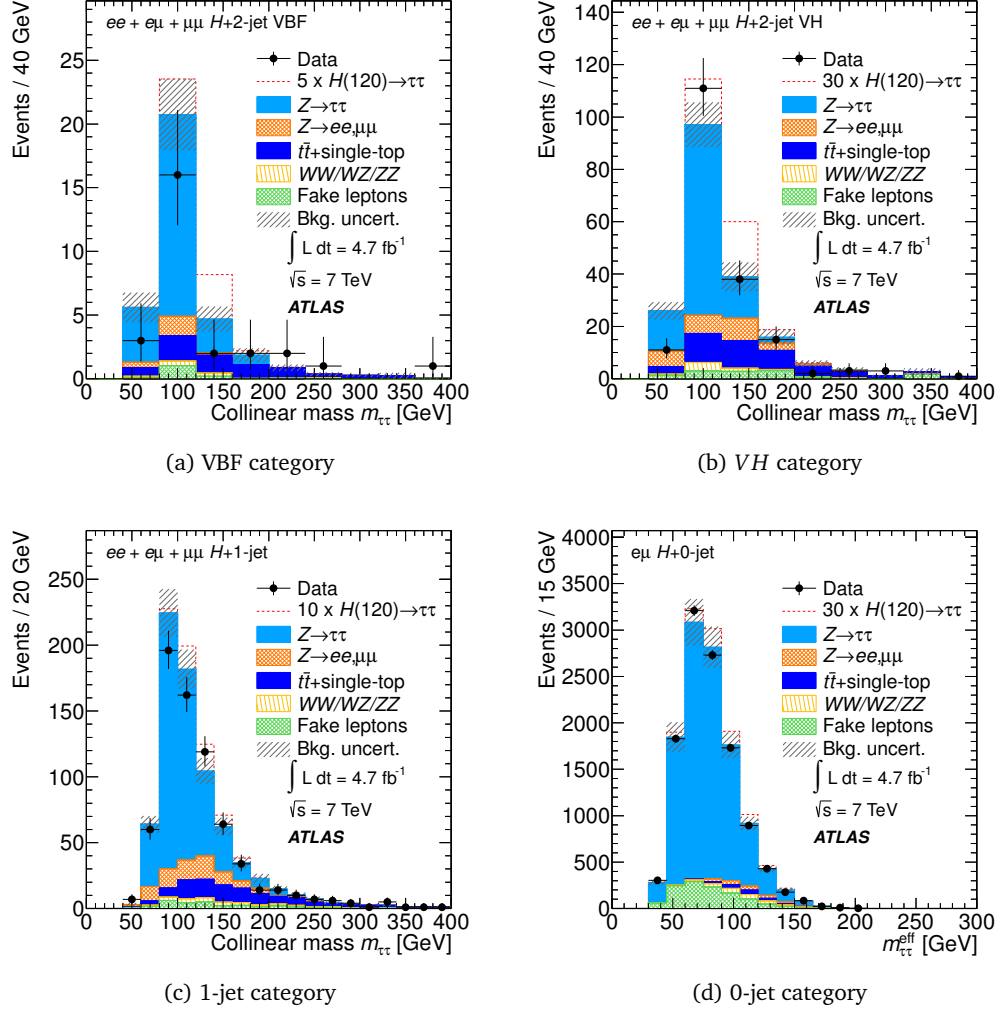 ee + eμ + μμ H+2-jet VBF
Events / 40 GeV
Data
5 x H(120)→ττ
Z→ττ
Z→ee,μμ
tt̄+single-top
WW/WZ/ZZ
Fake leptons
Bkg. uncert.
∫ L dt = 4.7 fb⁻¹
√s = 7 TeV
ATLAS
25
20
15
10
5
0
0 50 100 150 200 250 300 350 400
Collinear mass mττ [GeV]
(a) VBF category
ee + eμ + μμ H+2-jet VH
Events / 40 GeV
Data
30 x H(120)→ττ
Z→ττ
Z→ee,μμ
tt̄+single-top
WW/WZ/ZZ
Fake leptons
Bkg. uncert.
∫ L dt = 4.7 fb⁻¹
√s = 7 TeV
ATLAS
140
120
100
80
60
40
20
0
0 50 100 150 200 250 300 350 400
Collinear mass mττ [GeV]
(b) VH category
ee + eμ + μμ H+1-jet
Events / 20 GeV
Data
10 x H(120)→ττ
Z→ττ
Z→ee,μμ
tt̄+single-top
WW/WZ/ZZ
Fake leptons
Bkg. uncert.
∫ L dt = 4.7 fb⁻¹
√s = 7 TeV
ATLAS
250
200
150
100
50
0
0 50 100 150 200 250 300 350 400
Collinear mass mττ [GeV]
(c) 1-jet category
eμ H+0-jet
Events / 15 GeV
Data
30 x H(120)→ττ
Z→ττ
Z→ee,μμ
tt̄+single-top
WW/WZ/ZZ
Fake leptons
Bkg. uncert.
∫ L dt = 4.7 fb⁻¹
√s = 7 TeV
ATLAS
4000
3500
3000
2500
2000
1500
1000
500
0
0 50 100 150 200 250 300
mττ^eff [GeV]
(d) 0-jet category